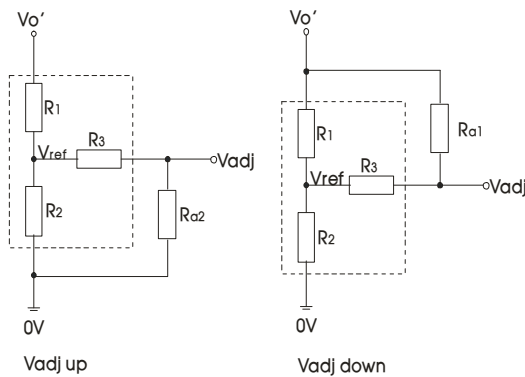 Vo'
R1
R3
Vref
Vadj
R2
Ra2
0V
Vadj up
Vo'
R1
Ra1
R3
Vref
Vadj
R2
0V
Vadj down